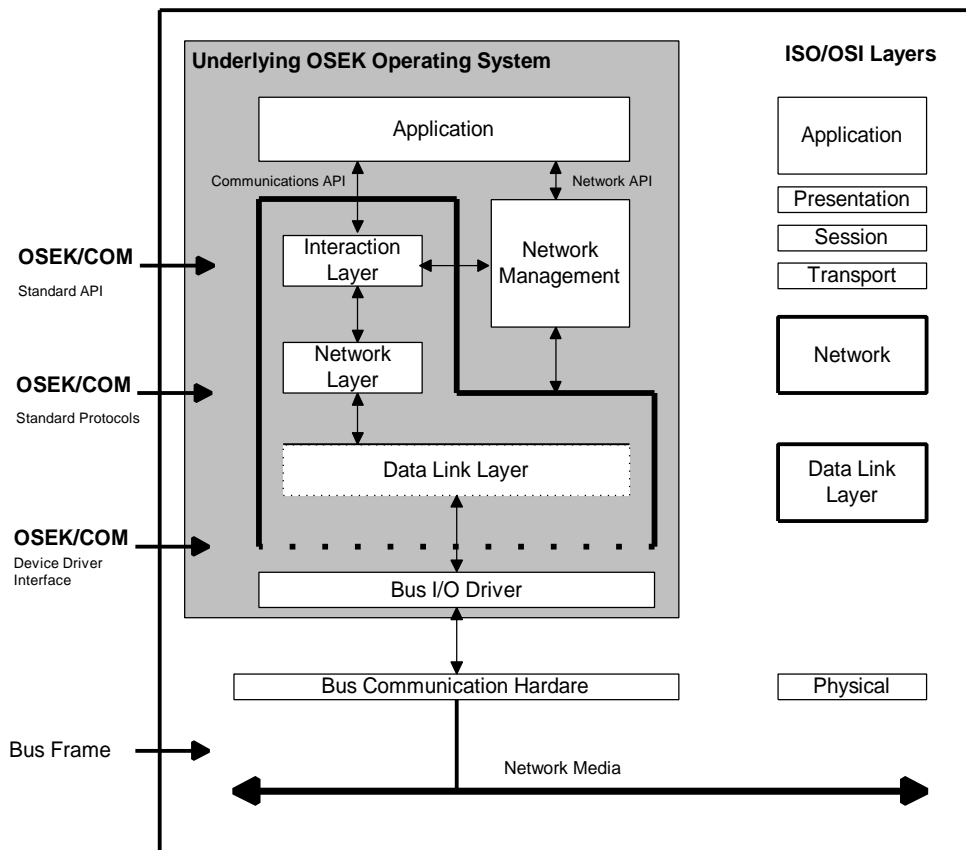 Underlying OSEK Operating System
ISO/OSI Layers
Application
Application
Communications API
Network API
Presentation
Session
Transport
OSEK/COM
Standard API
Interaction
Layer
Network
Management
Network
OSEK/COM
Standard Protocols
Network
Layer
Data Link Layer
Data Link
Layer
OSEK/COM
Device Driver
Interface
Bus I/O Driver
Bus Communication Hardare
Physical
Bus Frame
Network Media